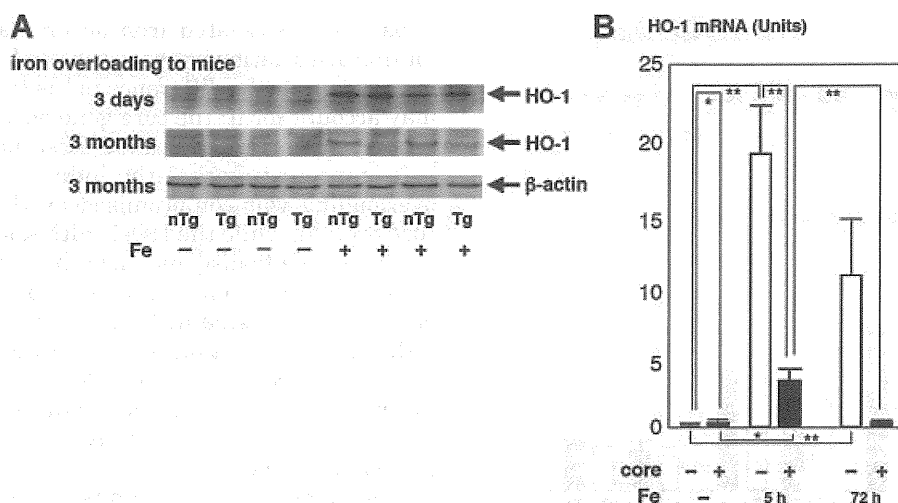 A
iron overloading to mice
3 days
HO-1
3 months
HO-1
3 months
β-actin
nTg Tg nTg Tg nTg Tg nTg Tg
Fe − − − − + + + +
B HO-1 mRNA (Units)
25
20
15
10
5
0
** ** **
*
* **
core − + − + − +
Fe − 5 h 72 h